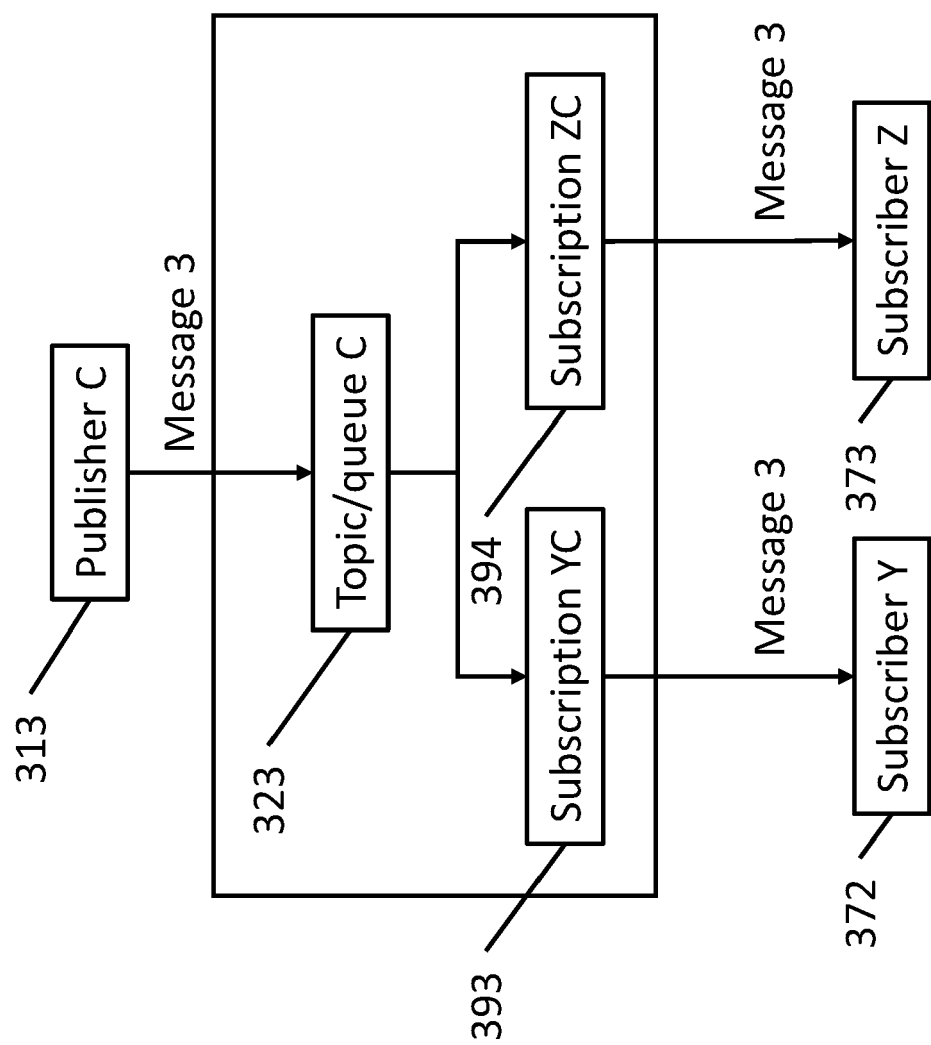 313
Publisher C
Message 3
323
Topic/queue C
393
Subscription YC
394
Subscription ZC
Message 3
Message 3
372
Subscriber Y
373
Subscriber Z